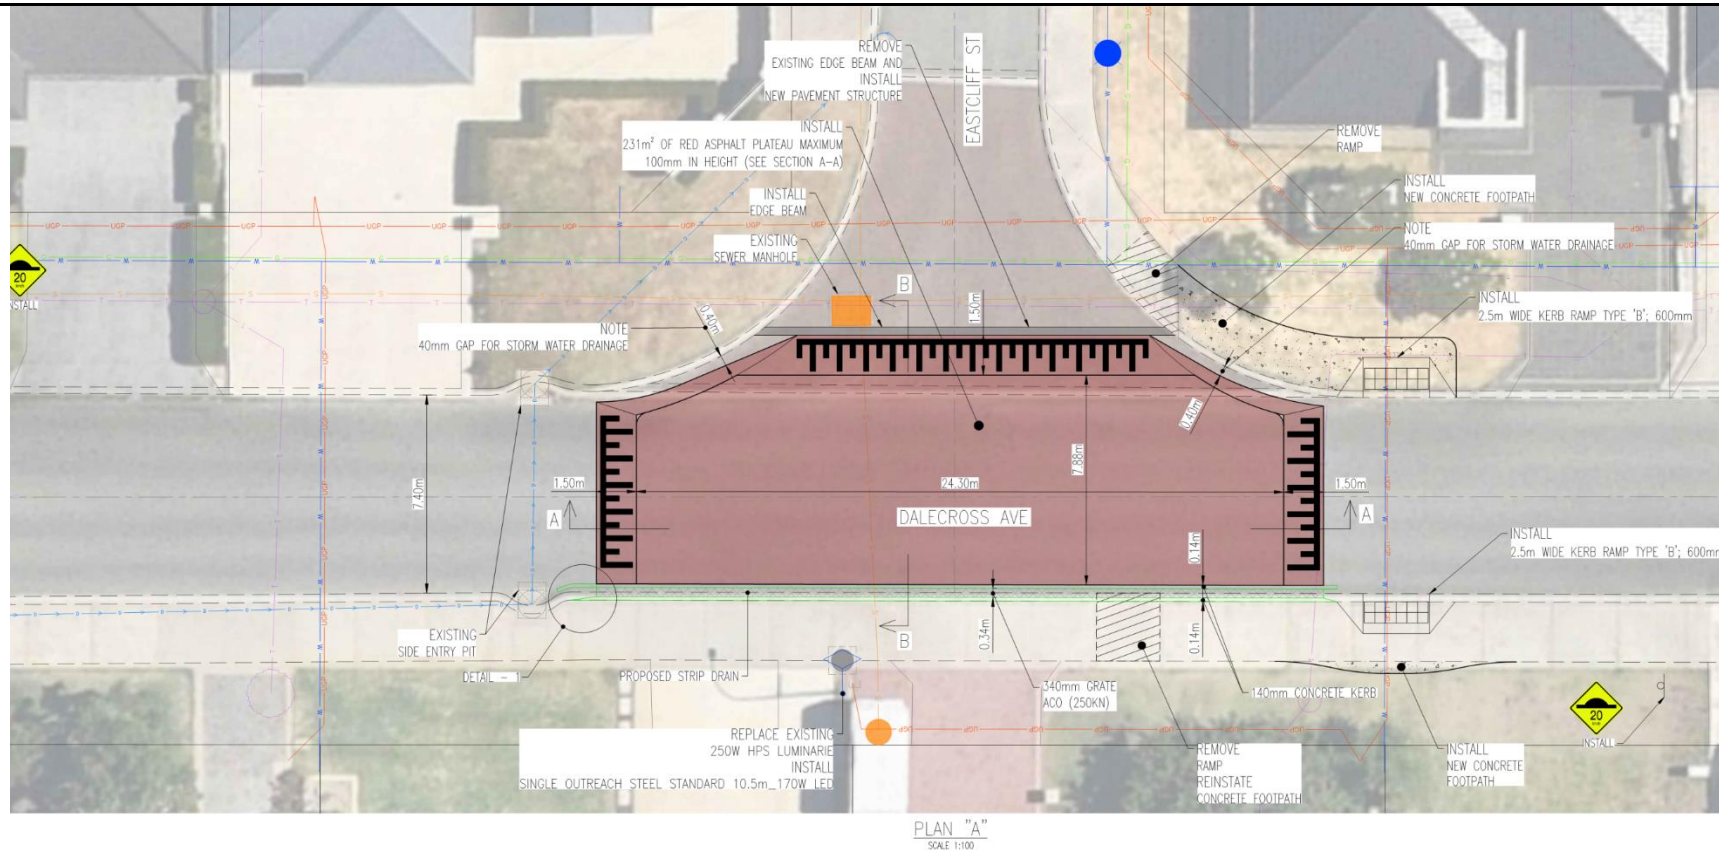 REMOVE
EXISTING EDGE BEAM AND
INSTALL
NEW PAVEMENT STRUCTURE
EASTCLIFF ST
INSTALL
231m² OF RED ASPHALT PLATEAU MAXIMUM
100mm IN HEIGHT (SEE SECTION A-A)
REMOVE
RAMP
INSTALL
EDGE BEAM
INSTALL
NEW CONCRETE FOOTPATH
EXISTING
SEWER MANHOLE
NOTE
40mm GAP FOR STORM WATER DRAINAGE
20
INSTALL
B
1.50m
INSTALL
2.5m WIDE KERB RAMP TYPE 'B'; 600mm
0.40m
NOTE
40mm GAP FOR STORM WATER DRAINAGE
0.40m
7.40m
7.88m
1.50m
24.30m
1.50m
A
DALECROSS AVE
A
INSTALL
2.5m WIDE KERB RAMP TYPE 'B'; 600mm
0.14m
EXISTING
SIDE ENTRY PIT
B
0.34m
0.14m
DETAIL - 1
PROPOSED STRIP DRAIN
340mm GRATE
ACO (250KN)
140mm CONCRETE KERB
20
INSTALL
REPLACE EXISTING
250W HPS LUMINARIE
INSTALL
SINGLE OUTREACH STEEL STANDARD 10.5m_170W LED
REMOVE
RAMP
REINSTATE
CONCRETE FOOTPATH
INSTALL
NEW CONCRETE
FOOTPATH
PLAN "A"
SCALE 1:100